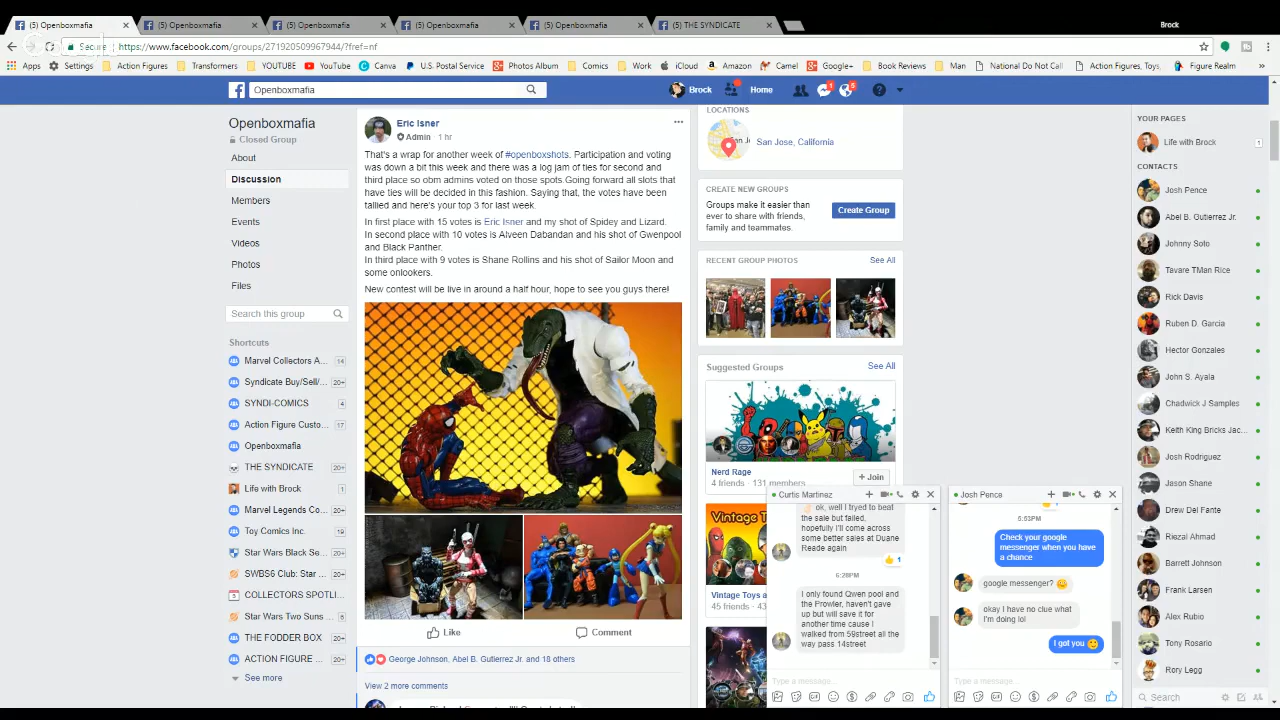 (5) Openboxmafia
(5) Openboxmafia
(5) Openboxmafia
(5) Openboxmafia
(5) Openboxmafia
(5) THE SYNDICATE
Brock
Secure
https://www.facebook.com/groups/271920509967944/?fref=nf
Apps Settings Action Figures Transformers YOUTUBE YouTube Canva U.S. Postal Service Photos Album Comics Work iCloud Amazon Camel Google+ Book Reviews Man National Do Not Call Action Figures, Toys, Figure Realm
Openboxmafia
Brock
Home
1
5
Openboxmafia
Closed Group
About
Discussion
Members
Events
Videos
Photos
Files
Search this group
Shortcuts
Marvel Collectors A... 14
Syndicate Buy/Sell/... 20+
SYNDI-COMICS 4
Action Figure Custo... 17
Openboxmafia
THE SYNDICATE 20+
Life with Brock 1
Marvel Legends Co... 20+
Toy Comics Inc. 20+
Star Wars Black Se... 20+
SWBS6 Club: Star ... 20+
COLLECTORS SPOTLI... 5
Star Wars Two Suns ... 6
THE FODDER BOX 20+
ACTION FIGURE ... 20+
See more
Eric Isner
Admin · 1 hr
That's a wrap for another week of #openboxshots. Participation and voting
was down a bit this week and there was a log jam of ties for second and
third place so obm admins voted on those spots.Going forward all slots that
have ties will be decided in this fashion. Saying that, the votes have been
tallied and here's your top 3 for last week.
In first place with 15 votes is Eric Isner and my shot of Spidey and Lizard.
In second place with 10 votes is Alveen Dabandan and his shot of Gwenpool
and Black Panther.
In third place with 9 votes is Shane Rollins and his shot of Sailor Moon and
some onlookers.
New contest will be live in around a half hour, hope to see you guys there!
Like
Comment
George Johnson, Abel B. Gutierrez Jr. and 18 others
View 2 more comments
LOCATIONS
San Jose, California
CREATE NEW GROUPS
Groups make it easier than
ever to share with friends,
family and teammates.
Create Group
RECENT GROUP PHOTOS
See All
Suggested Groups
See All
Nerd Rage
4 friends · 131 members
+ Join
Vintage T
Vintage Toys a
45 friends · 43
Curtis Martinez
ok, well I tried to beat
the sale but failed,
hopefully I'll come across
some better sales at Duane
Reade again
1
6:28PM
I only found Qwen pool and
the Prowler, haven't gave
up but will save it for
another time cause I
walked from 59street all the
way pass 14street
Type a message...
Josh Pence
1
5:53PM
Check your google
messenger when you have
a chance
google messenger?
okay I have no clue what
I'm doing lol
I got you
Type a message...
YOUR PAGES
Life with Brock 1
CONTACTS
Josh Pence
Abel B. Gutierrez Jr.
Johnny Soto
Tavare TMan Rice
Rick Davis
Ruben D. Garcia
Hector Gonzales
John S. Ayala
Chadwick J Samples
Keith King Bricks Jac...
Josh Rodriguez
Jason Shane
Drew Del Fante
Riezal Ahmad
Barrett Johnson
Frank Larsen
Alex Rubio
Tony Rosario
Rory Legg
Search